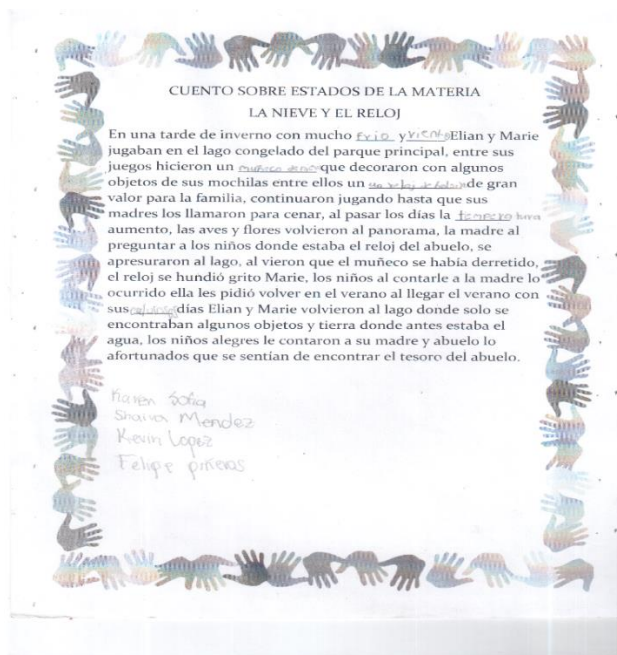 CUENTO SOBRE ESTADOS DE LA MATERIA
LA NIEVE Y EL RELOJ
En una tarde de inverno con mucho Frio y viento Elian y Marie
jugaban en el lago congelado del parque principal, entre sus
juegos hicieron un muñeco de que decoraron con algunos
objetos de sus mochilas entre ellos un un reloj de de gran
valor para la familia, continuaron jugando hasta que sus
madres los llamaron para cenar, al pasar los días la
aumento, las aves y flores volvieron al panorama, la madre al
preguntar a los niños donde estaba el reloj del abuelo, se
apresuraron al lago, al vieron que el muñeco se había derretido,
el reloj se hundió grito Marie, los niños al contarle a la madre lo
ocurrido ella les pidió volver en el verano al llegar el verano con
sus días Elian y Marie volvieron al lago donde solo se
encontraban algunos objetos y tierra donde antes estaba el
agua, los niños alegres le contaron a su madre y abuelo lo
afortunados que se sentían de encontrar el tesoro del abuelo.
Karen Sofia
Mendez
Kevin Lopez
Felipe piñeros